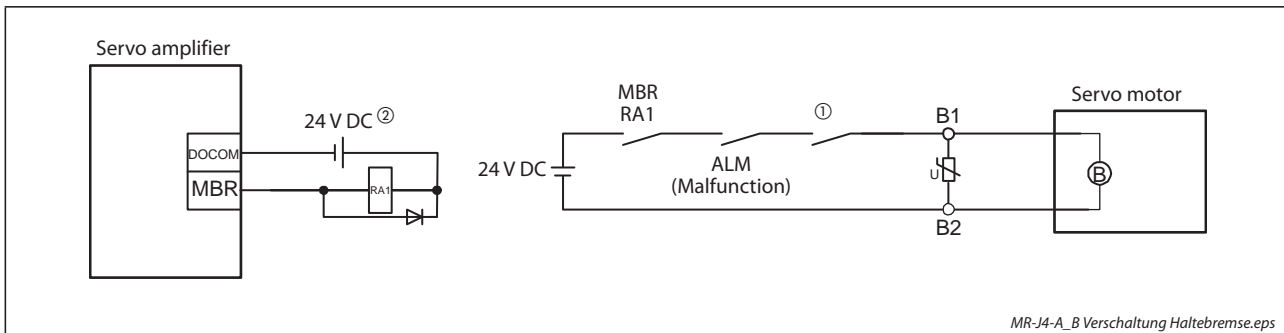 Servo amplifier
DOCOM
MBR
24 V DC ②
RA1
24 V DC
MBR
RA1
ALM
(Malfunction)
①
B1
U
B2
Servo motor
B
MR-J4-A_B Verschaltung Haltebremse.eps